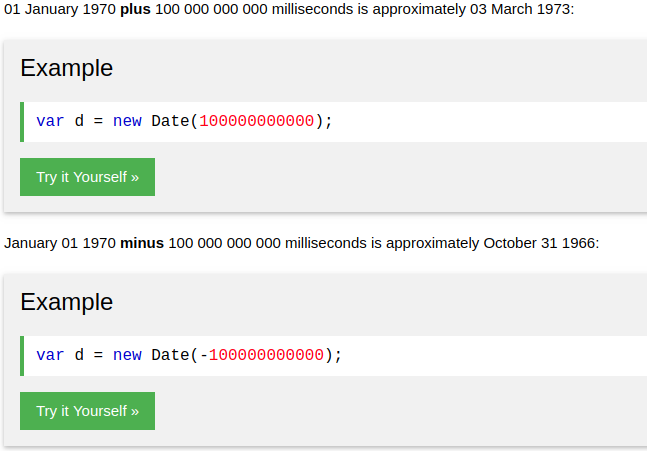 01 January 1970 plus 100 000 000 000 milliseconds is approximately 03 March 1973:
Example
var d = new Date(100000000000);
Try it Yourself »
January 01 1970 minus 100 000 000 000 milliseconds is approximately October 31 1966:
Example
var d = new Date(-100000000000);
Try it Yourself »